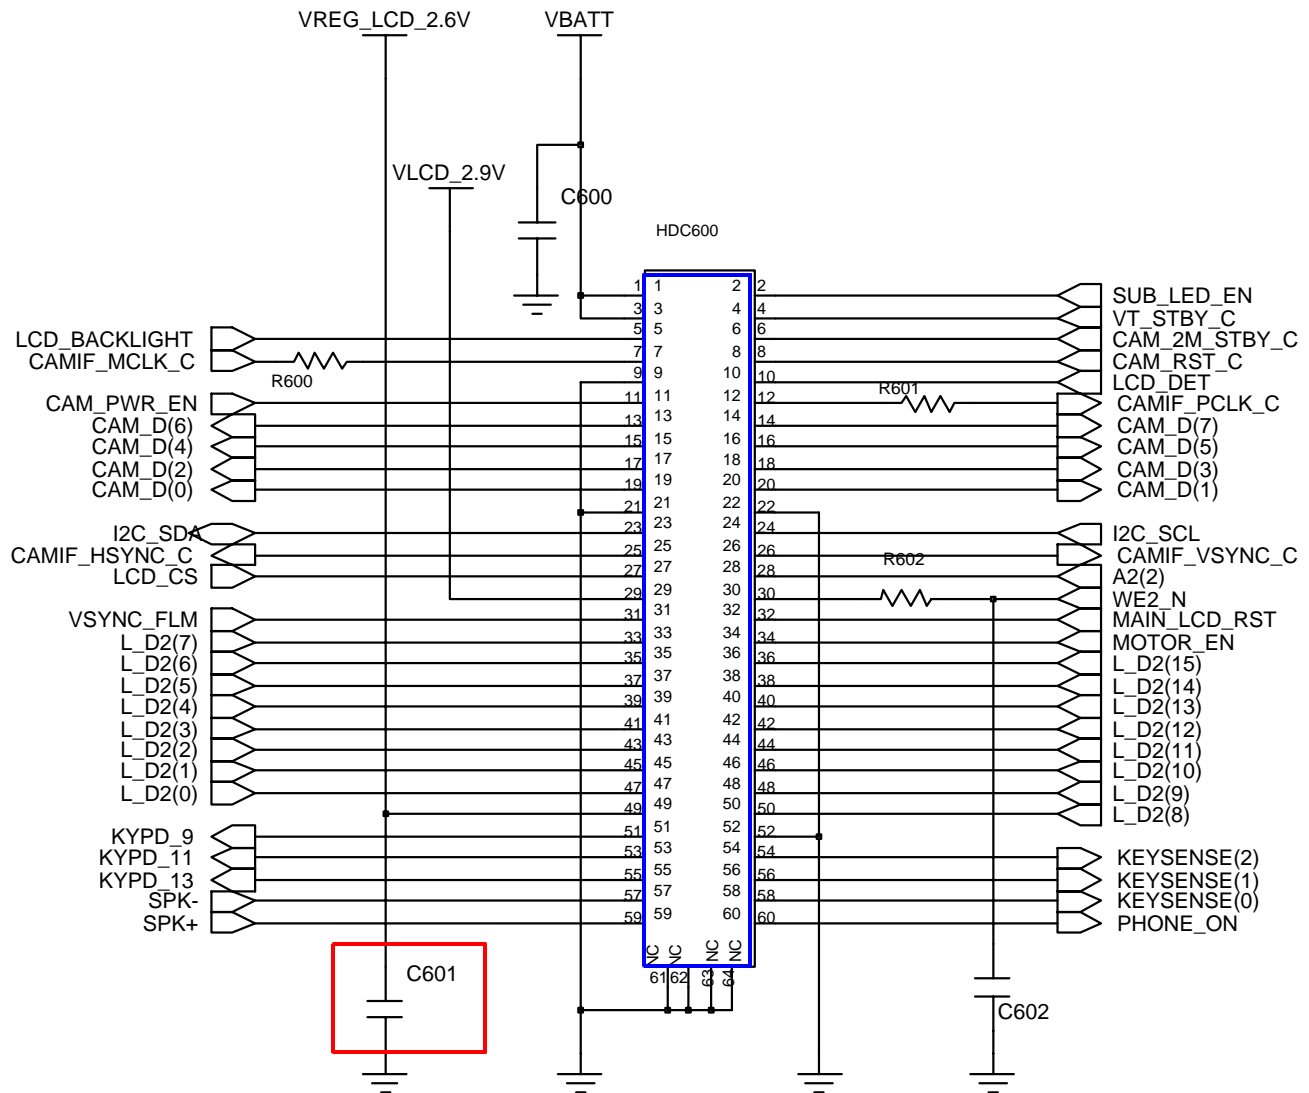 VREG_LCD_2.6V VBATT
VLCD_2.9V
C600
HDC600
1 1 2 2 SUB_LED_EN
3 3 4 4 VT_STBY_C
LCD_BACKLIGHT 5 5 6 6 CAM_2M_STBY_C
CAMIF_MCLK_C R600 7 7 8 8 CAM_RST_C
9 9 10 10 LCD_DET
CAM_PWR_EN 11 11 12 12 R601 CAMIF_PCLK_C
CAM_D(6) 13 13 14 14 CAM_D(7)
CAM_D(4) 15 15 16 16 CAM_D(5)
CAM_D(2) 17 17 18 18 CAM_D(3)
CAM_D(0) 19 19 20 20 CAM_D(1)
21 21 22 22
I2C_SDA 23 23 24 24 I2C_SCL
CAMIF_HSYNC_C 25 25 26 26 CAMIF_VSYNC_C
LCD_CS 27 27 28 28 A2(2)
29 29 30 30 R602 WE2_N
VSYNC_FLM 31 31 32 32 MAIN_LCD_RST
L_D2(7) 33 33 34 34 MOTOR_EN
L_D2(6) 35 35 36 36 L_D2(15)
L_D2(5) 37 37 38 38 L_D2(14)
L_D2(4) 39 39 40 40 L_D2(13)
L_D2(3) 41 41 42 42 L_D2(12)
L_D2(2) 43 43 44 44 L_D2(11)
L_D2(1) 45 45 46 46 L_D2(10)
L_D2(0) 47 47 48 48 L_D2(9)
49 49 50 50 L_D2(8)
KYPD_9 51 51 52 52
KYPD_11 53 53 54 54 KEYSENSE(2)
KYPD_13 55 55 56 56 KEYSENSE(1)
SPK- 57 57 58 58 KEYSENSE(0)
SPK+ 59 59 60 60 PHONE_ON
NC NC NC NC
61 62 63 64
C601
C602